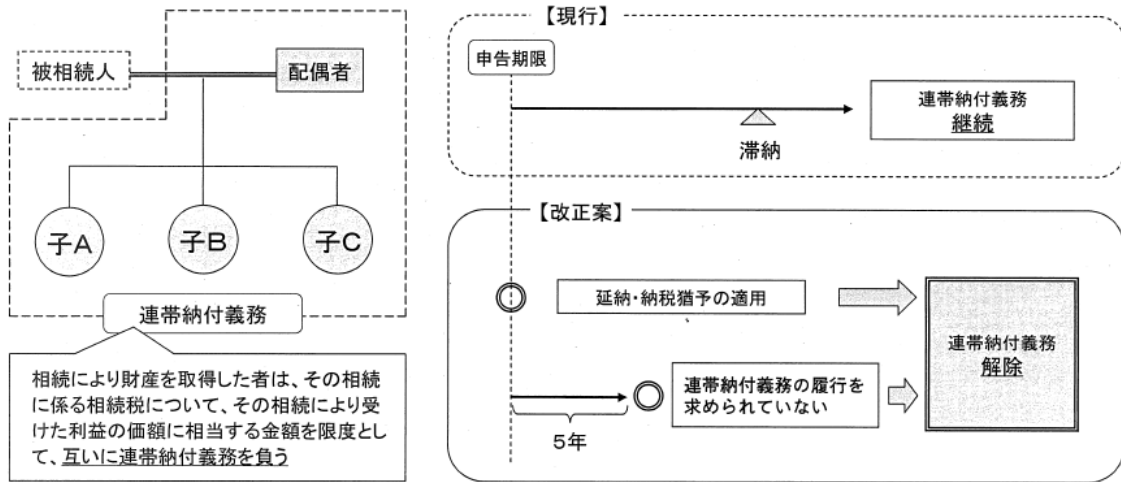 被相続人
配偶者
子A
子B
子C
連帯納付義務
相続により財産を取得した者は、その相続
に係る相続税について、その相続により受
けた利益の価額に相当する金額を限度とし
て、互いに連帯納付義務を負う
【現行】
申告期限
滞納
連帯納付義務
継続
【改正案】
延納・納税猶予の適用
連帯納付義務の履行を
求められていない
5年
連帯納付義務
解除